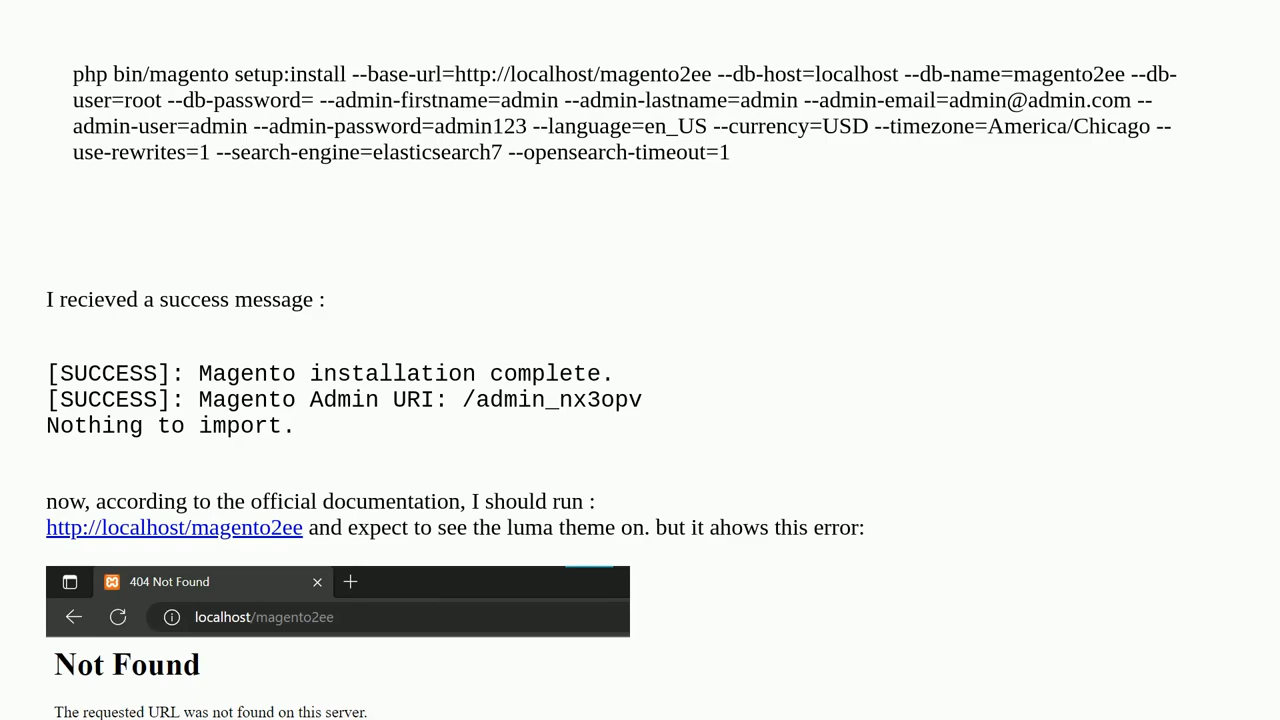 php bin/magento setup:install --base-url=http://localhost/magento2ee --db-host=localhost --db-name=magento2ee --db-
user=root --db-password= --admin-firstname=admin --admin-lastname=admin --admin-email=admin@admin.com --
admin-user=admin --admin-password=admin123 --language=en_US --currency=USD --timezone=America/Chicago --
use-rewrites=1 --search-engine=elasticsearch7 --opensearch-timeout=1
I recieved a success message :
[SUCCESS]: Magento installation complete.
[SUCCESS]: Magento Admin URI: /admin_nx3opv
Nothing to import.
now, according to the official documentation, I should run :
http://localhost/magento2ee and expect to see the luma theme on. but it ahows this error:
404 Not Found
localhost/magento2ee
Not Found
The requested URL was not found on this server.